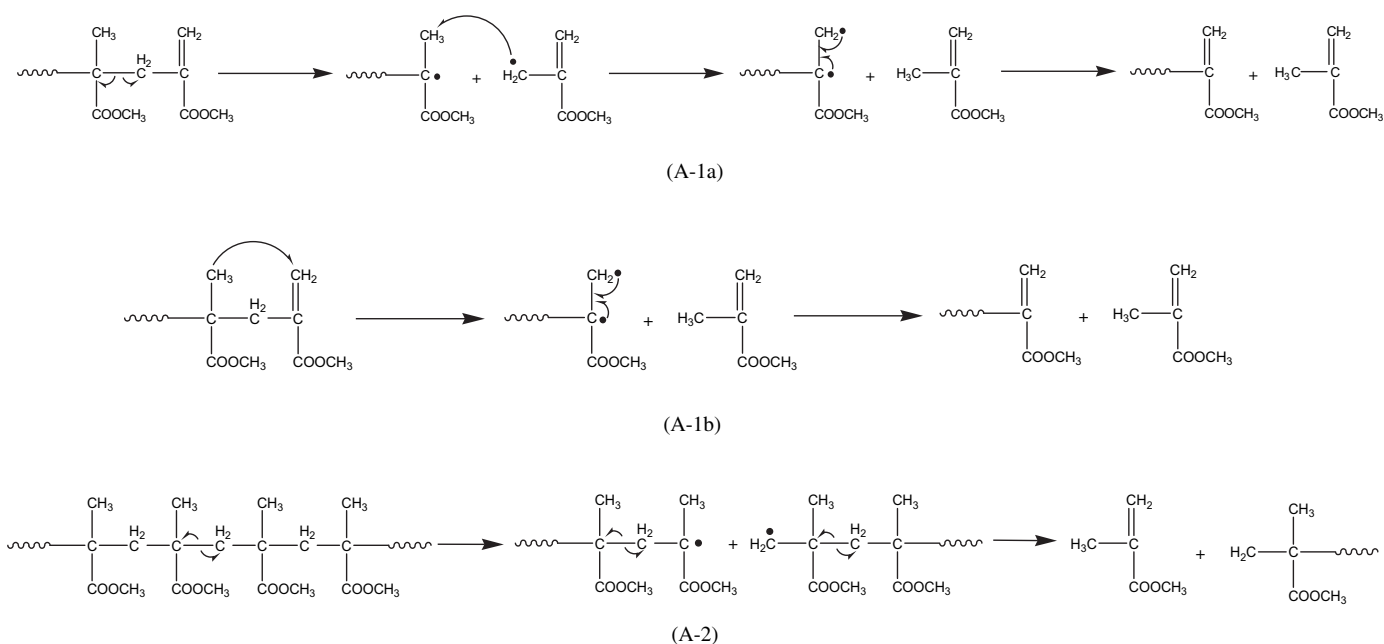 CH₃ CH₂ CH₃ CH₂ CH₂• CH₂ CH₂ CH₂
H₂
C C C C• + H₂C C C• + H₃C C C + H₃C C
COOCH₃ COOCH₃ COOCH₃ COOCH₃ COOCH₃ COOCH₃ COOCH₃ COOCH₃
(A-1a)
CH₃ CH₂ CH₂• CH₂ CH₂ CH₂
H₂
C C C C• + H₃C C C + H₃C C
COOCH₃ COOCH₃ COOCH₃ COOCH₃ COOCH₃ COOCH₃
(A-1b)
CH₃ CH₃ CH₃ CH₃ CH₃ CH₃ CH₃ CH₃ CH₂ CH₃
H₂ H₂ H₂ H₂ H₂
C C C C C C C C C C• + H₂C C C C H₃C C + H₂C C
COOCH₃ COOCH₃ COOCH₃ COOCH₃ COOCH₃ COOCH₃ COOCH₃ COOCH₃ COOCH₃ COOCH₃
(A-2)